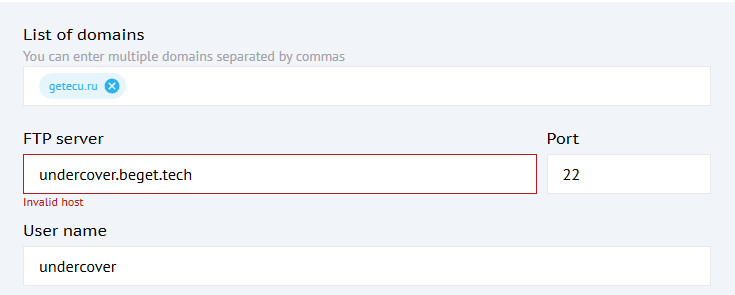 List of domains
You can enter multiple domains separated by commas
getecu.ru
FTP server
Port
undercover.beget.tech
22
Invalid host
User name
undercover